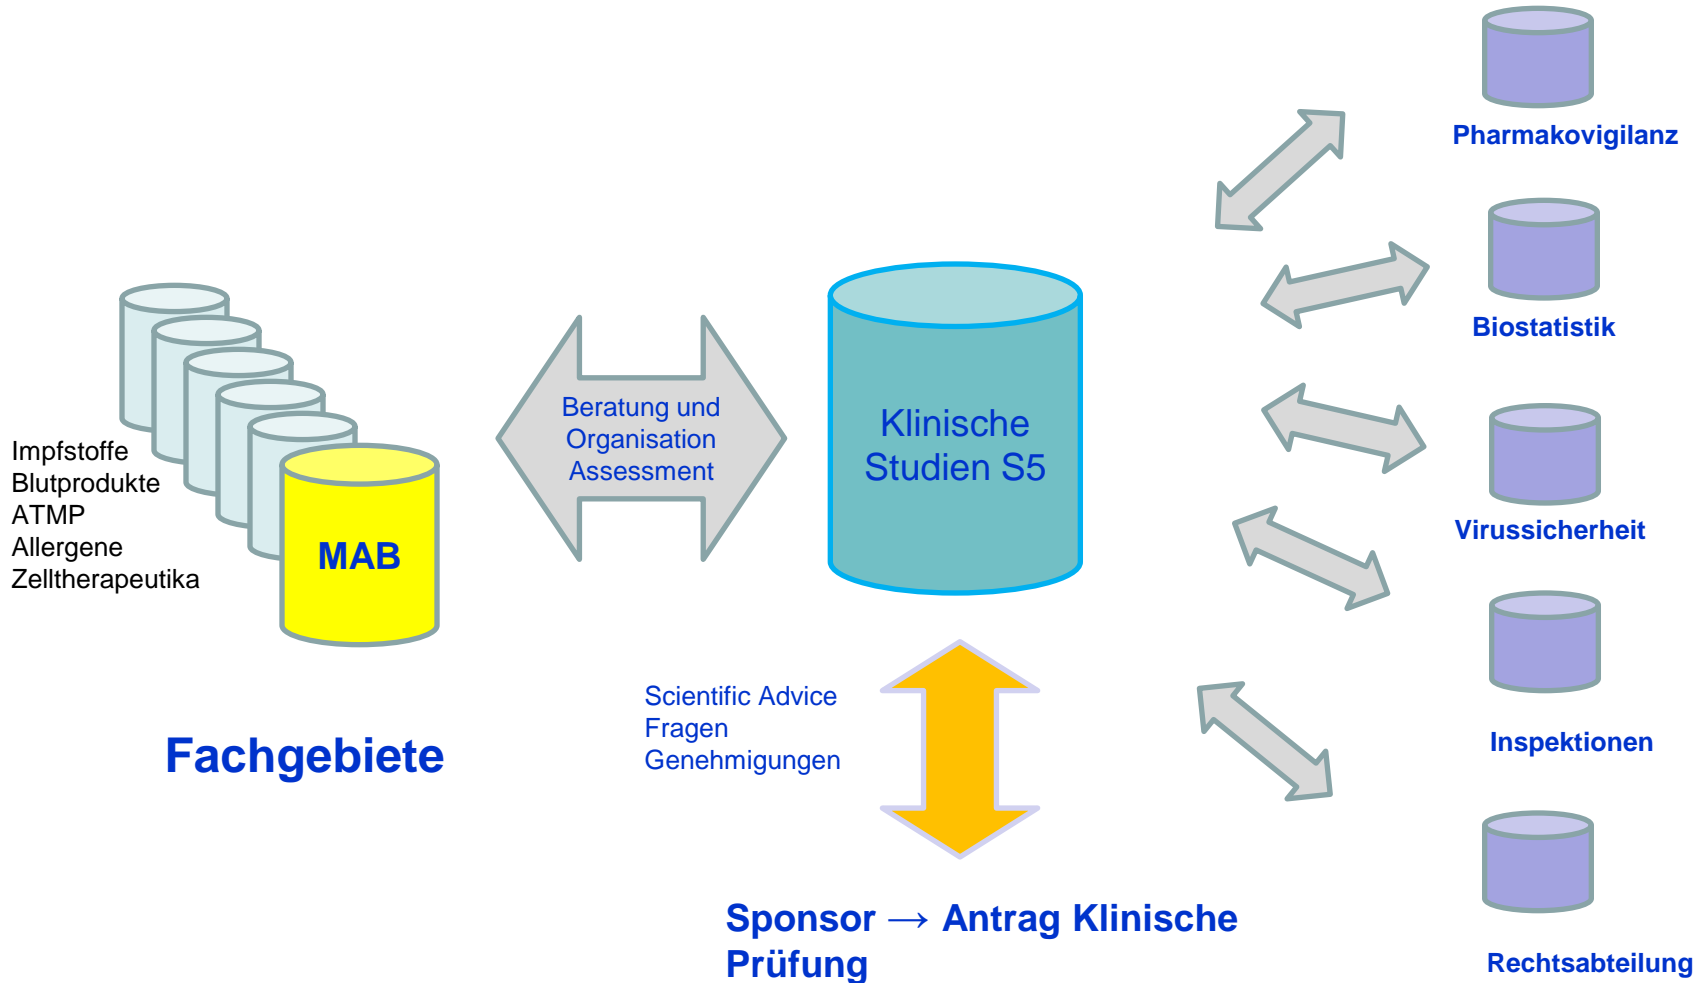 Impfstoffe
Blutprodukte
ATMP
Allergene
Zelltherapeutika
MAB
Fachgebiete
Beratung und
Organisation
Assessment
Klinische
Studien S5
Scientific Advice
Fragen
Genehmigungen
Sponsor → Antrag Klinische
Prüfung
Pharmakovigilanz
Biostatistik
Virussicherheit
Inspektionen
Rechtsabteilung